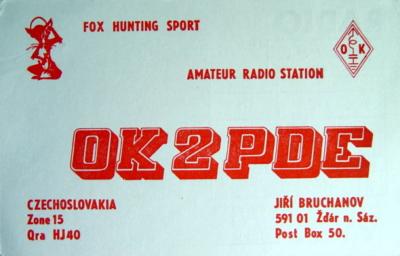 FOX HUNTING SPORT
O K
AMATEUR RADIO STATION
OK2PDE
CZECHOSLOVAKIA
Zone 15
Qra HJ40
JIŘÍ BRUCHANOV
591 01 Žďár n. Sáz.
Post Box 50.